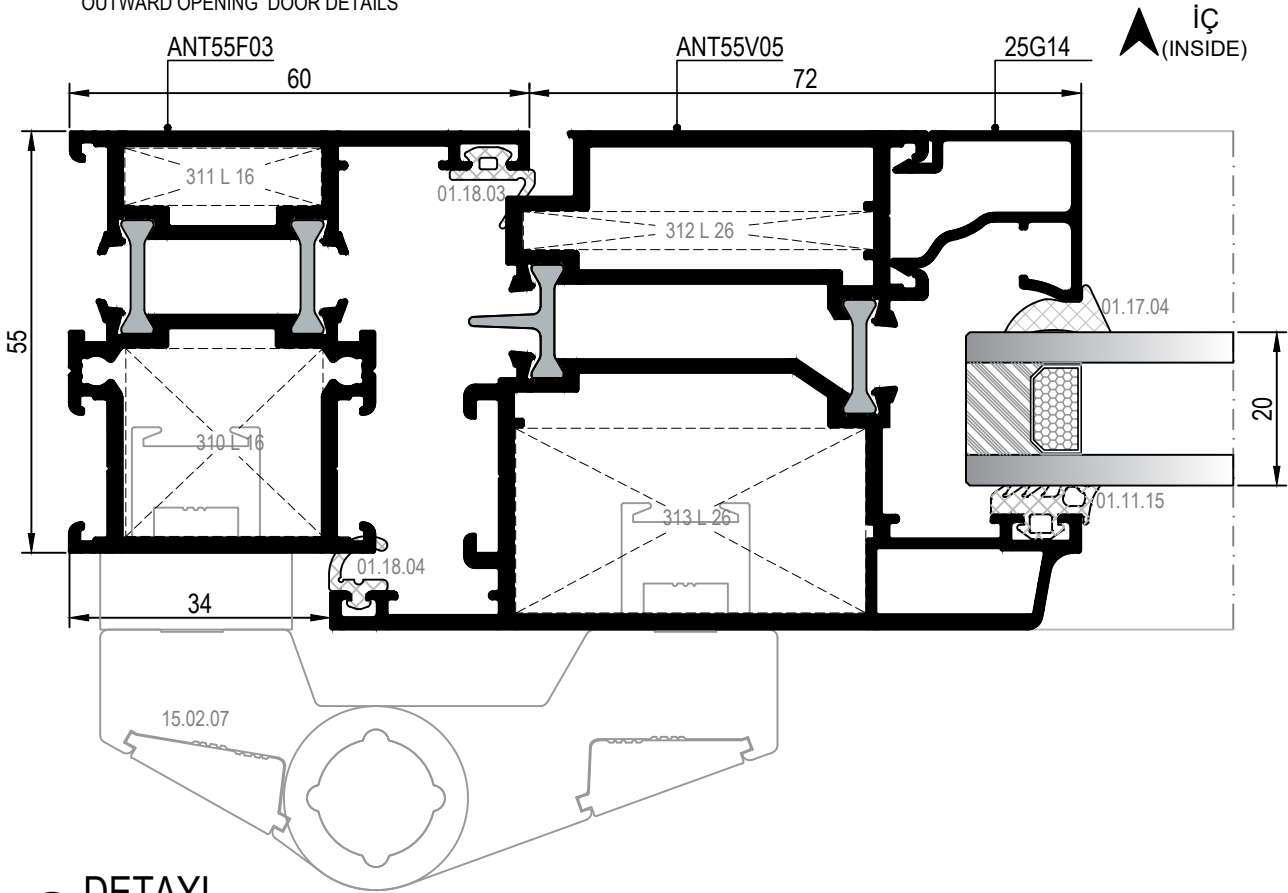 OUTWARD OPENING DOOR DETAILS
İÇ
(INSIDE)
ANT55F03
ANT55V05
25G14
60
72
311 L 16
01.18.03
312 L 26
01.17.04
55
20
310 L 16
313 L 26
01.11.15
01.18.04
34
15.02.07
DETAYI